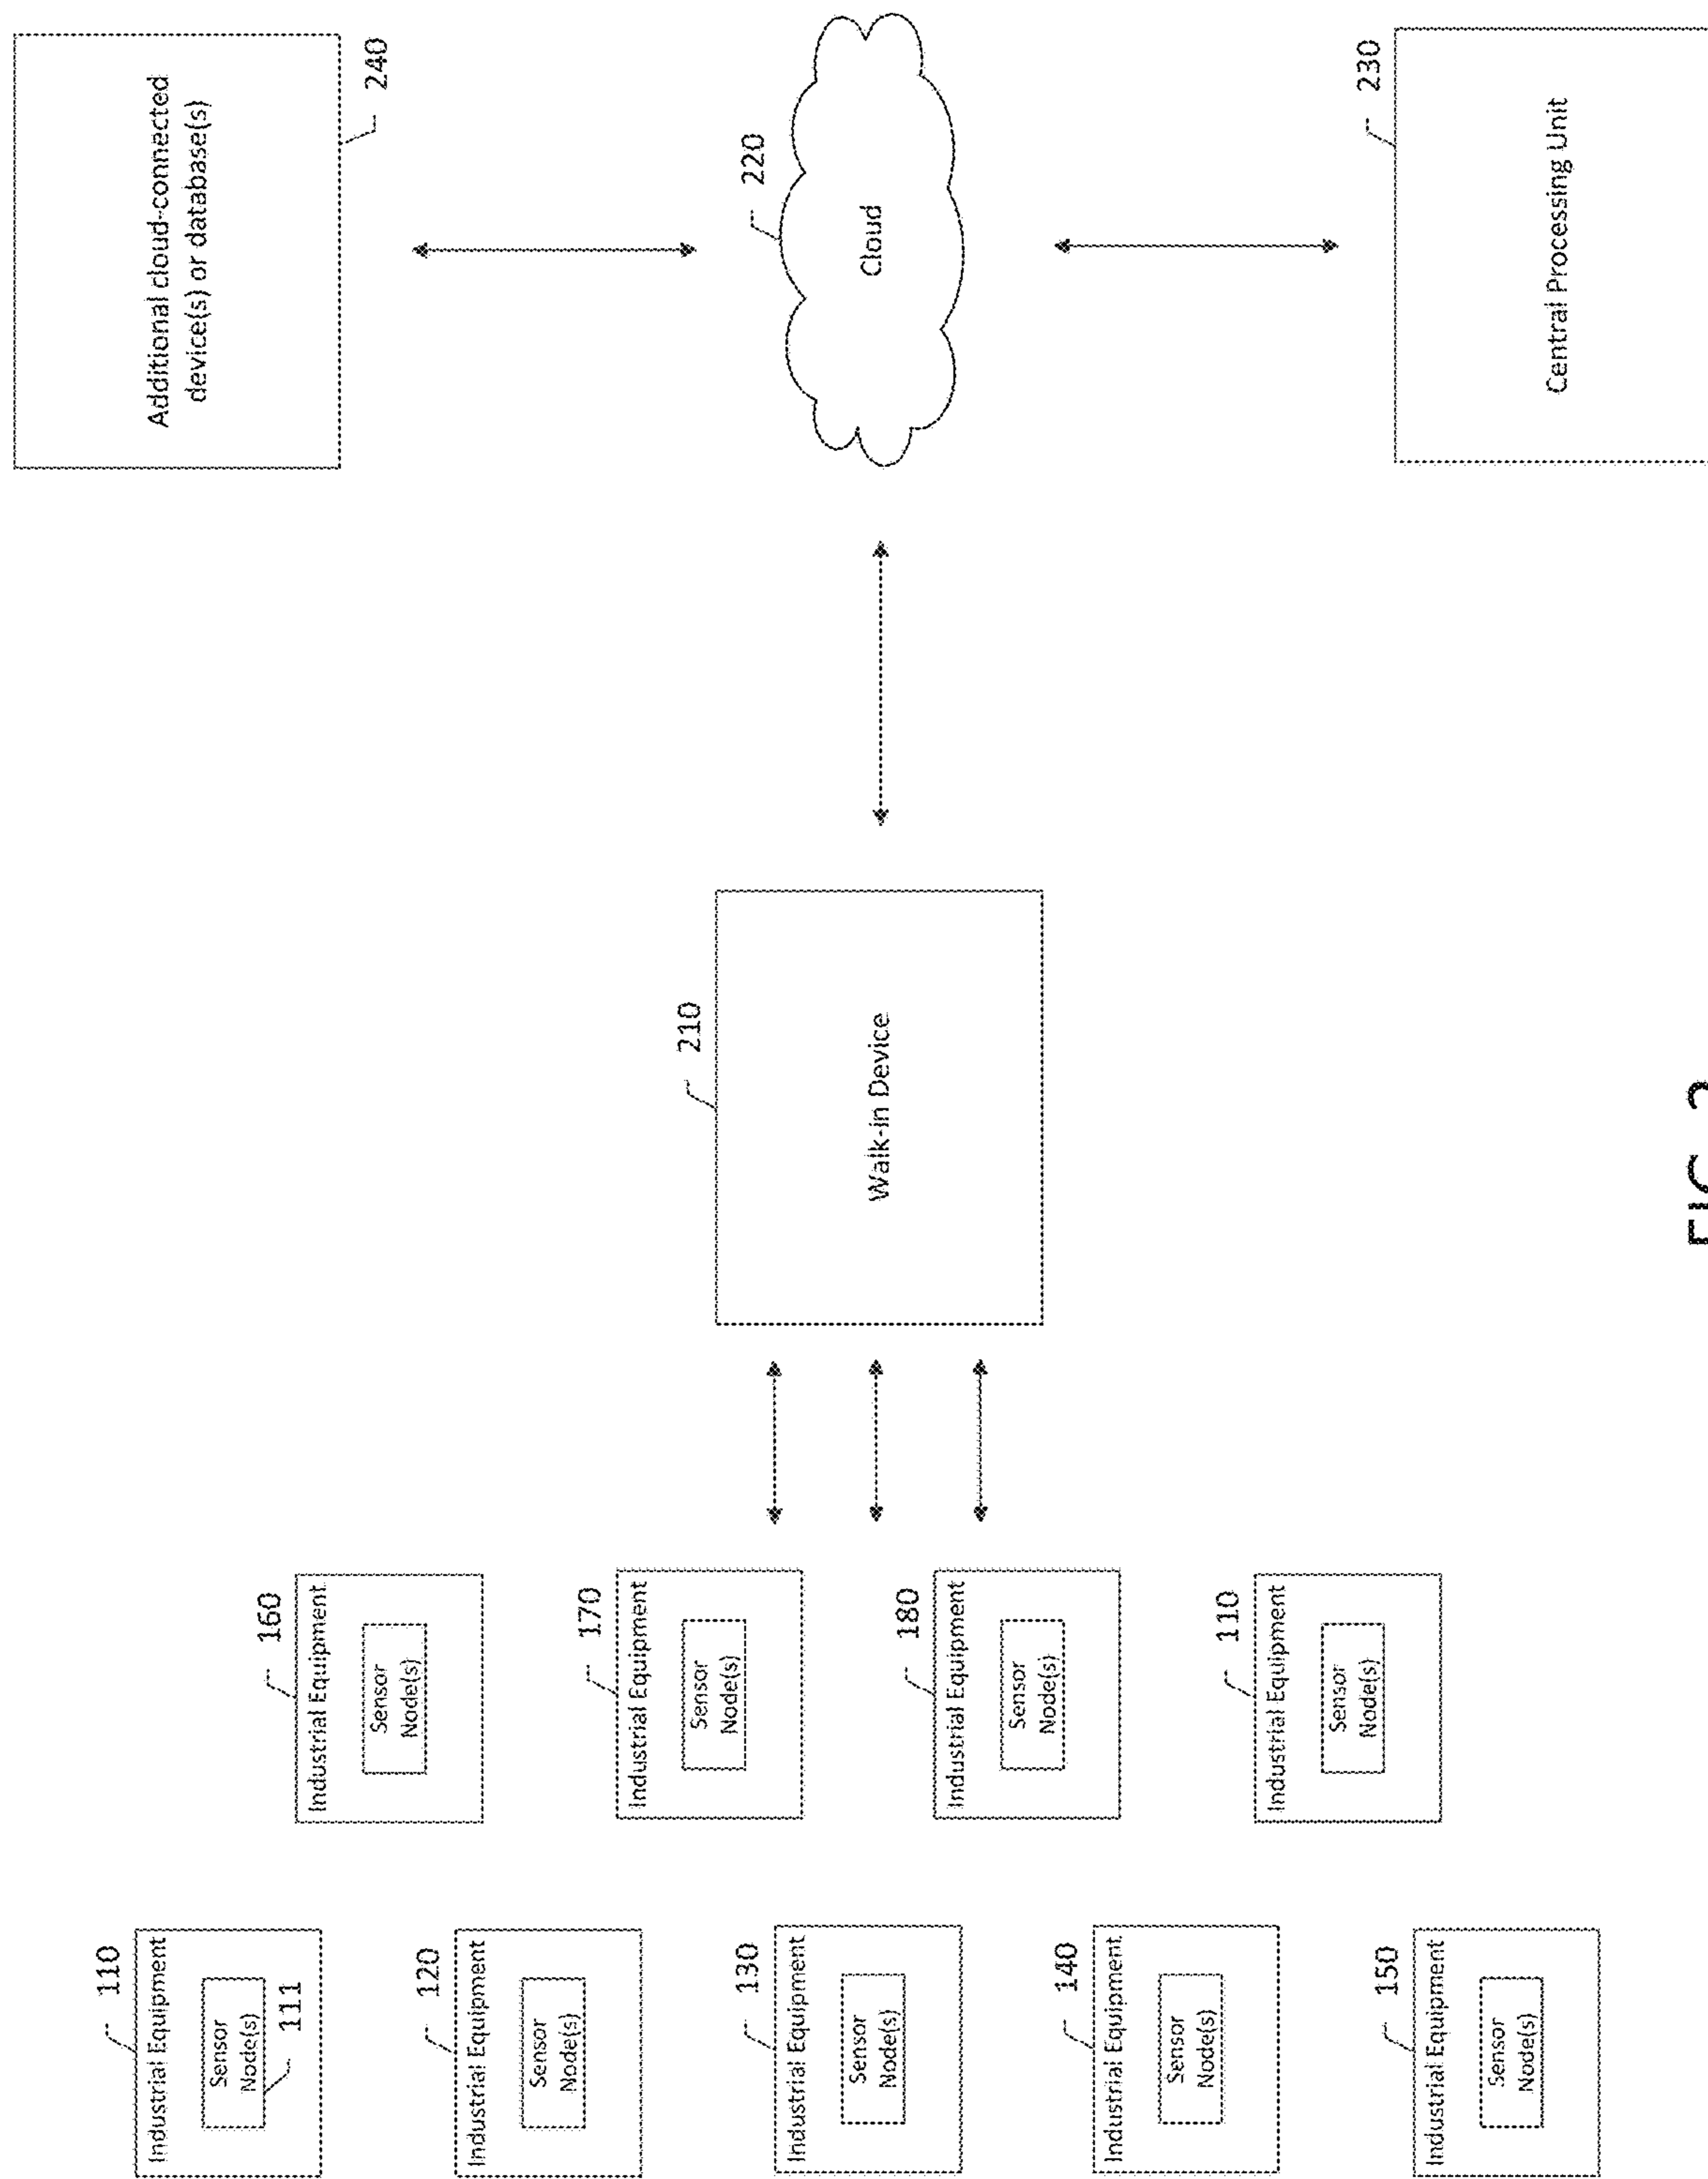 110
Industrial Equipment
Sensor
Node(s)
111
120
Industrial Equipment
Sensor
Node(s)
130
Industrial Equipment
Sensor
Node(s)
140
Industrial Equipment
Sensor
Node(s)
150
Industrial Equipment
Sensor
Node(s)
160
Industrial Equipment
Sensor
Node(s)
170
Industrial Equipment
Sensor
Node(s)
180
Industrial Equipment
Sensor
Node(s)
110
Industrial Equipment
Sensor
Node(s)
210
Walk-in Device
Additional cloud-connected
device(s) or database(s)
240
220
Cloud
230
Central Processing Unit
FIG.